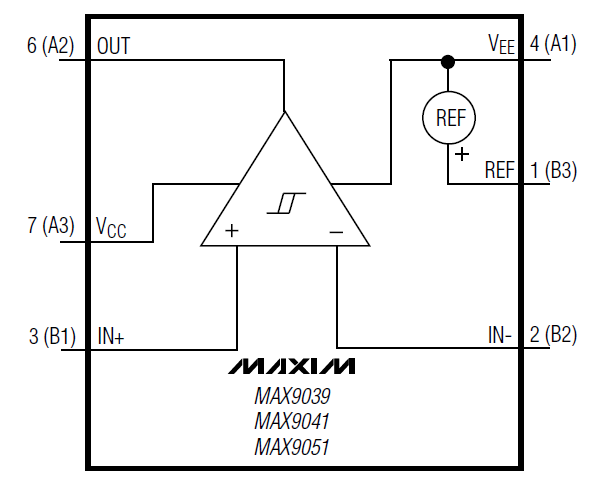 6 (A2) OUT VEE 4 (A1)
REF
+
REF 1 (B3)
7 (A3) VCC
+ −
3 (B1) IN+ IN- 2 (B2)
MAXIM
MAX9039
MAX9041
MAX9051